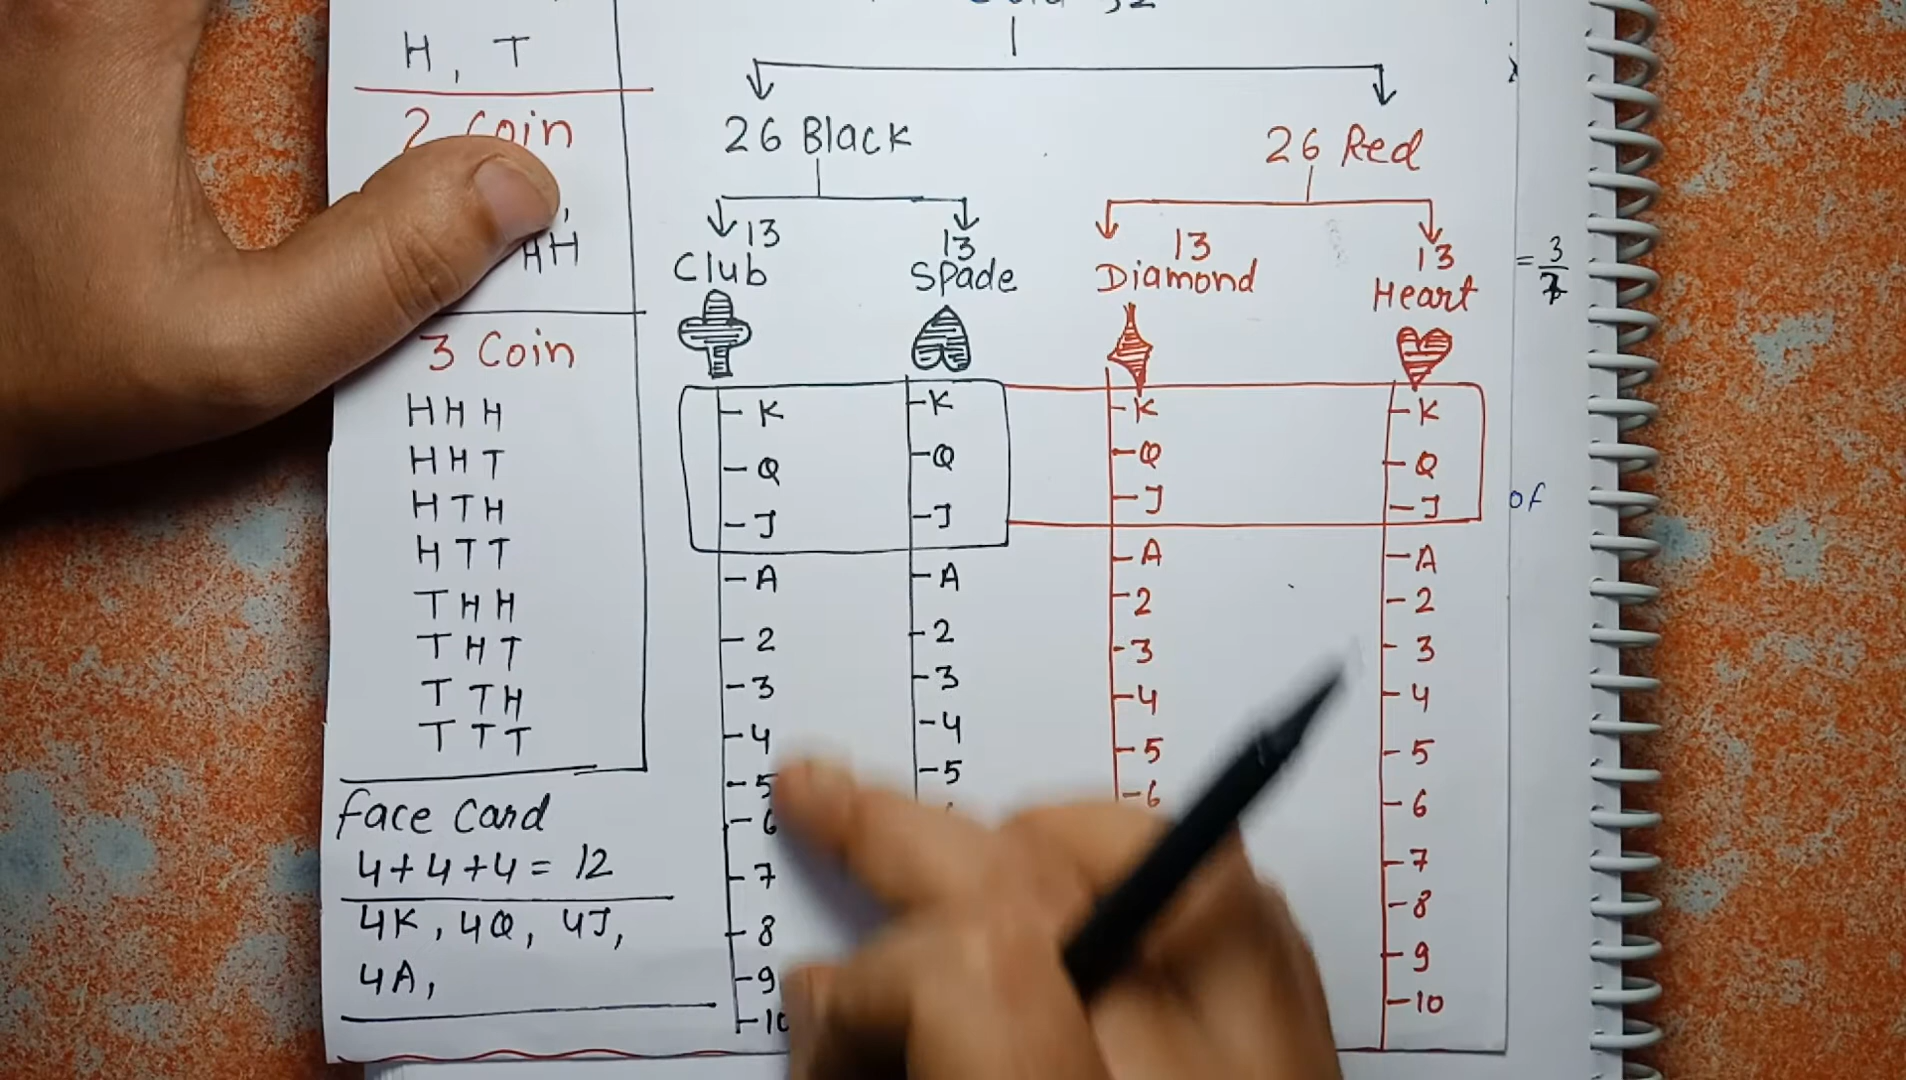 H, T
2 Coin
HH
3 Coin
HHH
HHT
HTH
HTT
THH
THT
TTH
TTT
face Card
4+4+4= 12
4K, 4Q, 4J,
4A,
52
26 Black
26 Red
13
Club
13
Spade
13
Diamond
13
Heart
K
Q
J
A
2
3
4
5
6
7
8
9
10
K
Q
J
A
2
3
4
5
K
Q
J
A
2
3
4
5
6
K
Q
J
A
2
3
4
5
6
7
8
9
10
of